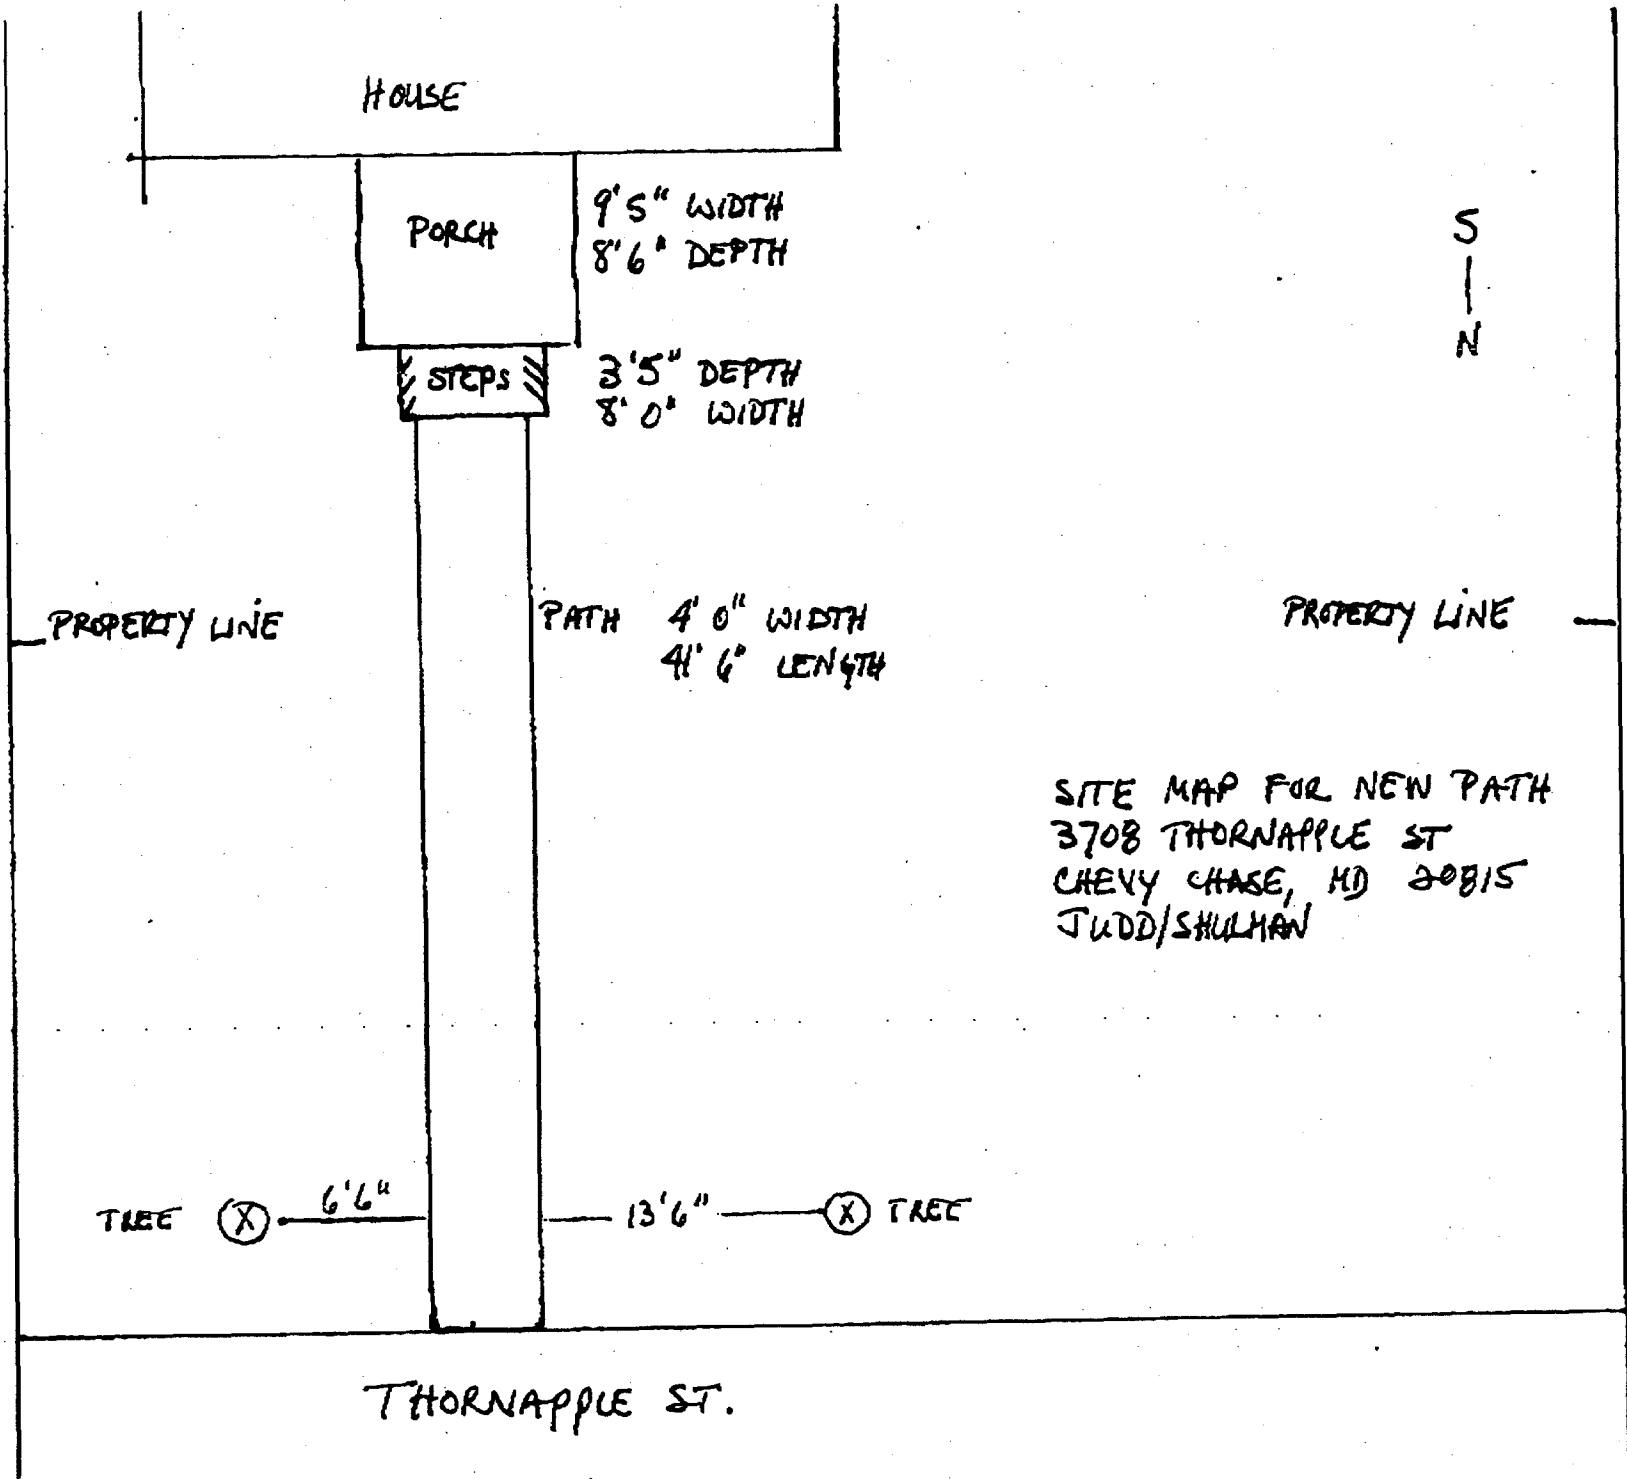 HOUSE
PORCH
9'5" WIDTH
8"6" DEPTH
S
N
STEPS
3'5" DEPTH
8'0" WIDTH
PROPERTY LINE
PATH 4'0" WIDTH
41'6" LENGTH
PROPERTY LINE
SITE MAP FOR NEW PATH
3708 THORNAPPLE ST
CHEVY CHASE, MD 20815
JUDD/SHULMAN
TREE X 6'6" 13'6" X TREE
THORNAPPLE ST.